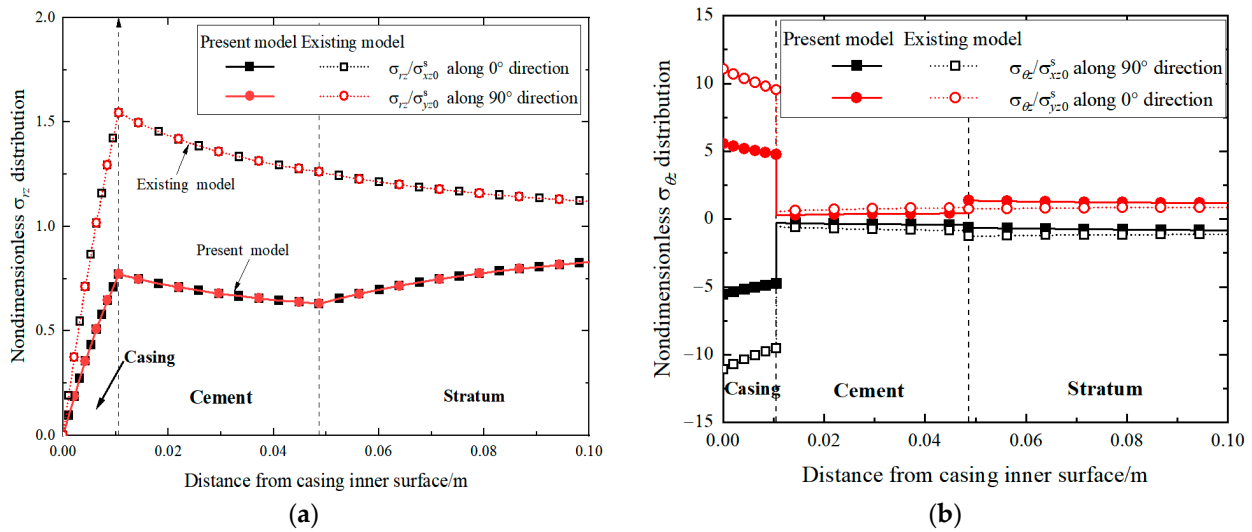 2.0
1.5
1.0
0.5
0.0
Nondimensionless σrz distribution
Present model Existing model
σrz/σˢxz0 along 0° direction
σrz/σˢyz0 along 90° direction
Existing model
Present model
Casing
Cement
Stratum
0.00 0.02 0.04 0.06 0.08 0.10
Distance from casing inner surface/m
(a)
15
10
5
0
−5
−10
−15
Nondimensionless σθz distribution
Present model Existing model
σθz/σˢxz0 along 90° direction
σθz/σˢyz0 along 0° direction
Casing
Cement
Stratum
0.00 0.02 0.04 0.06 0.08 0.10
Distance from casing inner surface/m
(b)